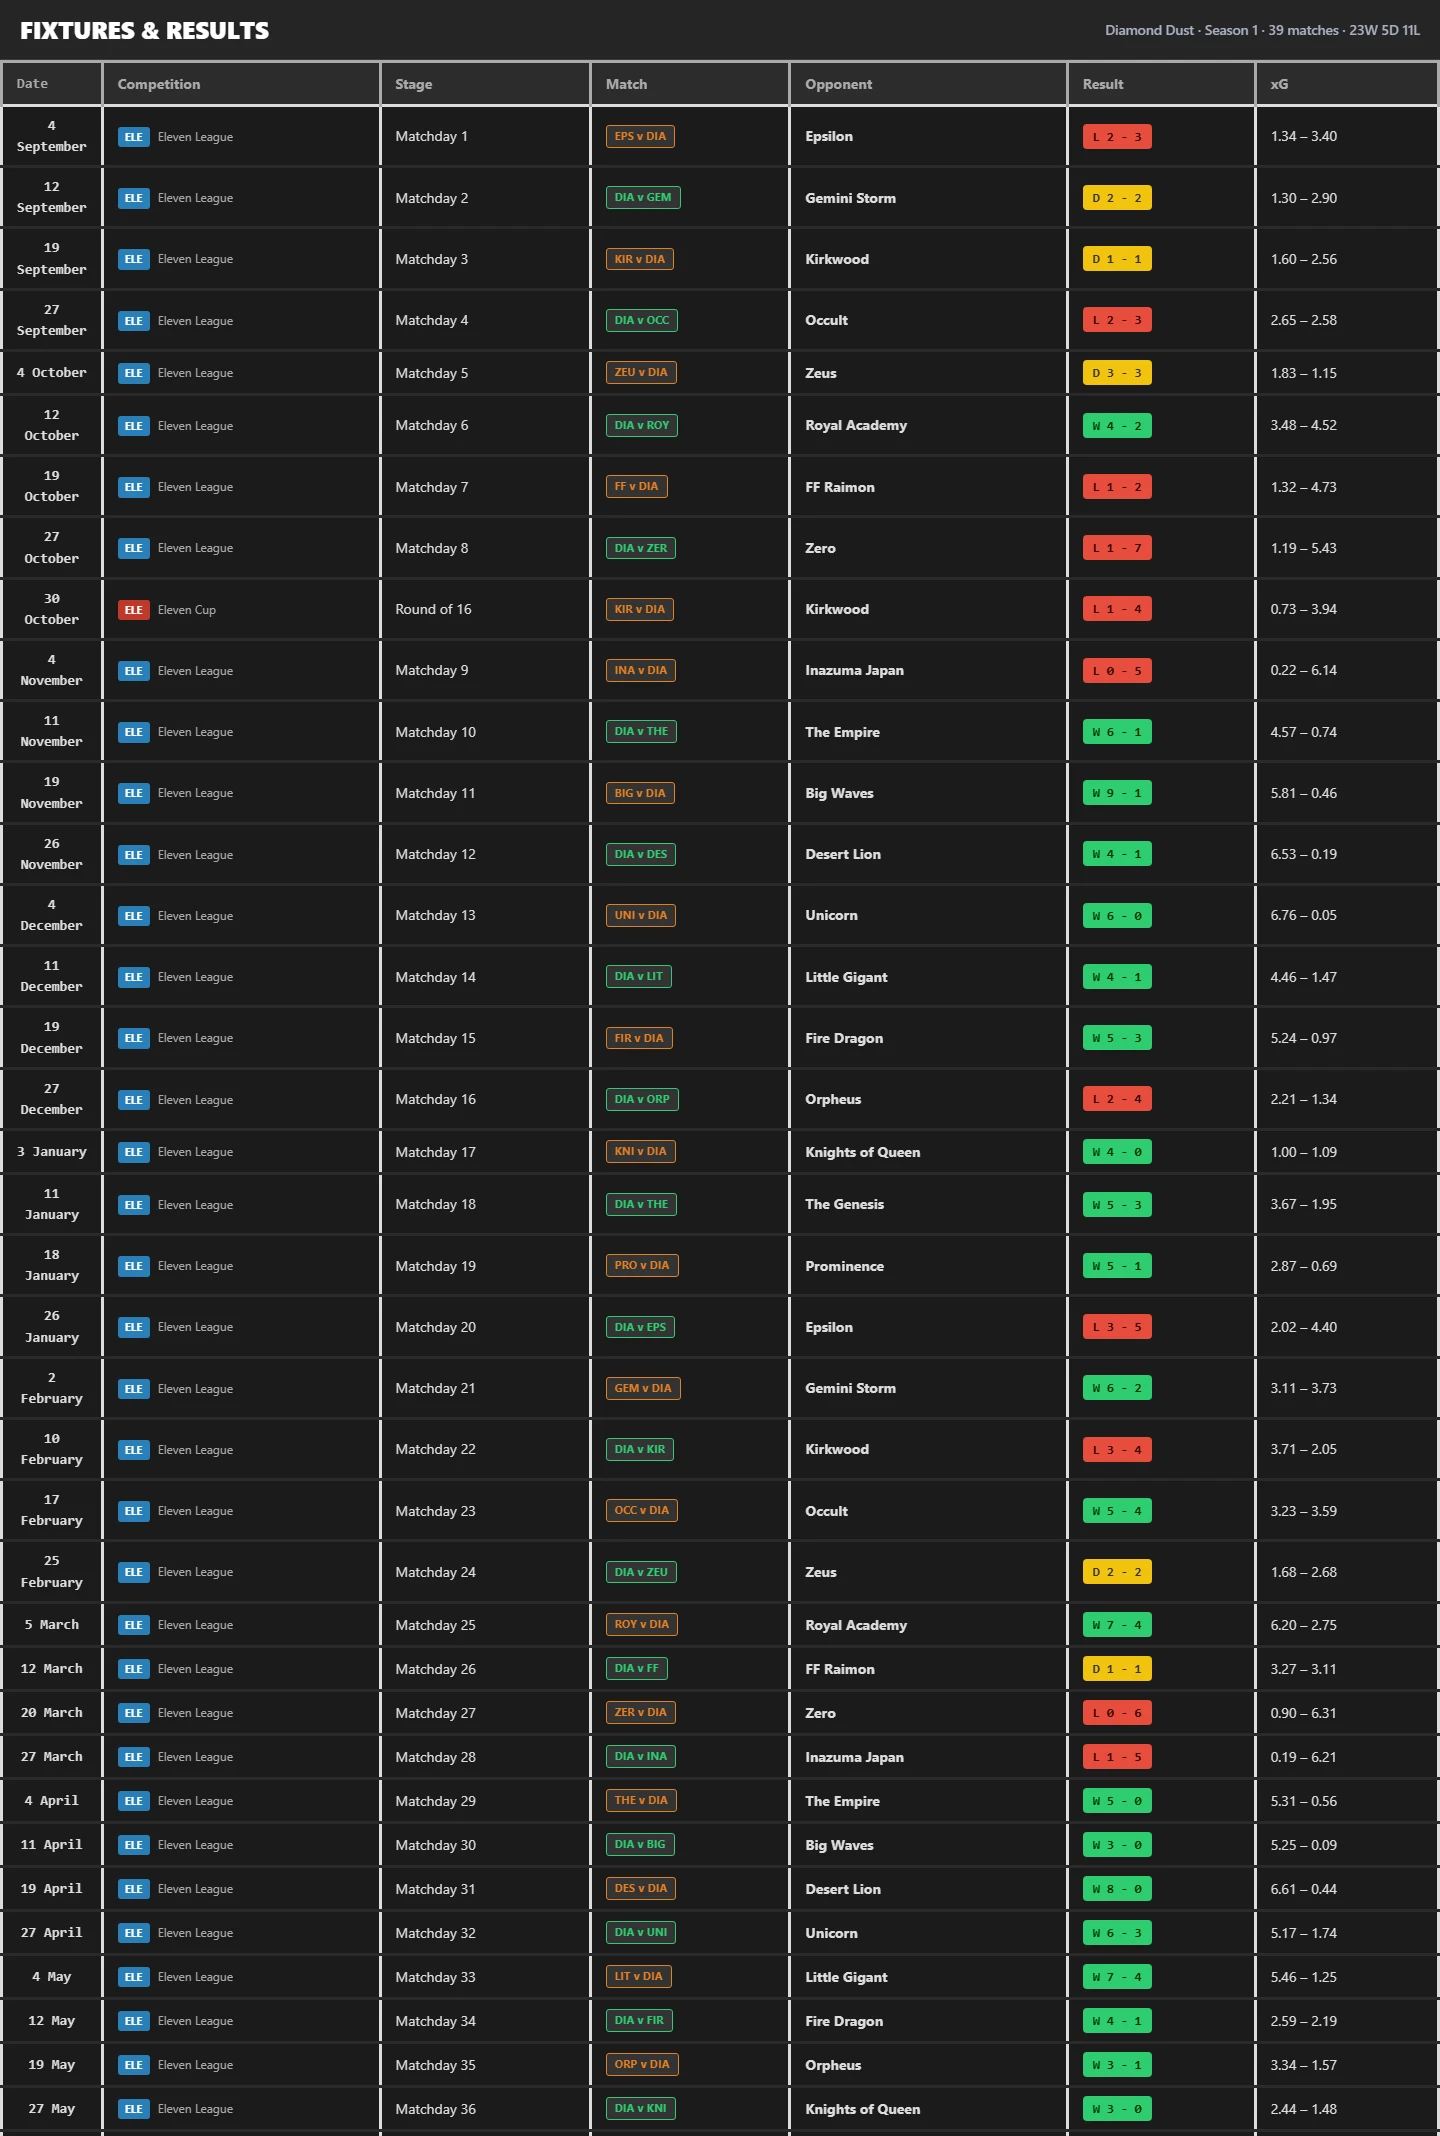 FIXTURES & RESULTS
Diamond Dust · Season 1 · 39 matches · 23W 5D 11L
Date Competition Stage Match Opponent Result xG
4 September ELE Eleven League Matchday 1 EPS v DIA Epsilon L 2 - 3 1.34 – 3.40
12 September ELE Eleven League Matchday 2 DIA v GEM Gemini Storm D 2 - 2 1.30 – 2.90
19 September ELE Eleven League Matchday 3 KIR v DIA Kirkwood D 1 - 1 1.60 – 2.56
27 September ELE Eleven League Matchday 4 DIA v OCC Occult L 2 - 3 2.65 – 2.58
4 October ELE Eleven League Matchday 5 ZEU v DIA Zeus D 3 - 3 1.83 – 1.15
12 October ELE Eleven League Matchday 6 DIA v ROY Royal Academy W 4 - 2 3.48 – 4.52
19 October ELE Eleven League Matchday 7 FF v DIA FF Raimon L 1 - 2 1.32 – 4.73
27 October ELE Eleven League Matchday 8 DIA v ZER Zero L 1 - 7 1.19 – 5.43
30 October ELE Eleven Cup Round of 16 KIR v DIA Kirkwood L 1 - 4 0.73 – 3.94
4 November ELE Eleven League Matchday 9 INA v DIA Inazuma Japan L 0 - 5 0.22 – 6.14
11 November ELE Eleven League Matchday 10 DIA v THE The Empire W 6 - 1 4.57 – 0.74
19 November ELE Eleven League Matchday 11 BIG v DIA Big Waves W 9 - 1 5.81 – 0.46
26 November ELE Eleven League Matchday 12 DIA v DES Desert Lion W 4 - 1 6.53 – 0.19
4 December ELE Eleven League Matchday 13 UNI v DIA Unicorn W 6 - 0 6.76 – 0.05
11 December ELE Eleven League Matchday 14 DIA v LIT Little Gigant W 4 - 1 4.46 – 1.47
19 December ELE Eleven League Matchday 15 FIR v DIA Fire Dragon W 5 - 3 5.24 – 0.97
27 December ELE Eleven League Matchday 16 DIA v ORP Orpheus L 2 - 4 2.21 – 1.34
3 January ELE Eleven League Matchday 17 KNI v DIA Knights of Queen W 4 - 0 1.00 – 1.09
11 January ELE Eleven League Matchday 18 DIA v THE The Genesis W 5 - 3 3.67 – 1.95
18 January ELE Eleven League Matchday 19 PRO v DIA Prominence W 5 - 1 2.87 – 0.69
26 January ELE Eleven League Matchday 20 DIA v EPS Epsilon L 3 - 5 2.02 – 4.40
2 February ELE Eleven League Matchday 21 GEM v DIA Gemini Storm W 6 - 2 3.11 – 3.73
10 February ELE Eleven League Matchday 22 DIA v KIR Kirkwood L 3 - 4 3.71 – 2.05
17 February ELE Eleven League Matchday 23 OCC v DIA Occult W 5 - 4 3.23 – 3.59
25 February ELE Eleven League Matchday 24 DIA v ZEU Zeus D 2 - 2 1.68 – 2.68
5 March ELE Eleven League Matchday 25 ROY v DIA Royal Academy W 7 - 4 6.20 – 2.75
12 March ELE Eleven League Matchday 26 DIA v FF FF Raimon D 1 - 1 3.27 – 3.11
20 March ELE Eleven League Matchday 27 ZER v DIA Zero L 0 - 6 0.90 – 6.31
27 March ELE Eleven League Matchday 28 DIA v INA Inazuma Japan L 1 - 5 0.19 – 6.21
4 April ELE Eleven League Matchday 29 THE v DIA The Empire W 5 - 0 5.31 – 0.56
11 April ELE Eleven League Matchday 30 DIA v BIG Big Waves W 3 - 0 5.25 – 0.09
19 April ELE Eleven League Matchday 31 DES v DIA Desert Lion W 8 - 0 6.61 – 0.44
27 April ELE Eleven League Matchday 32 DIA v UNI Unicorn W 6 - 3 5.17 – 1.74
4 May ELE Eleven League Matchday 33 LIT v DIA Little Gigant W 7 - 4 5.46 – 1.25
12 May ELE Eleven League Matchday 34 DIA v FIR Fire Dragon W 4 - 1 2.59 – 2.19
19 May ELE Eleven League Matchday 35 ORP v DIA Orpheus W 3 - 1 3.34 – 1.57
27 May ELE Eleven League Matchday 36 DIA v KNI Knights of Queen W 3 - 0 2.44 – 1.48